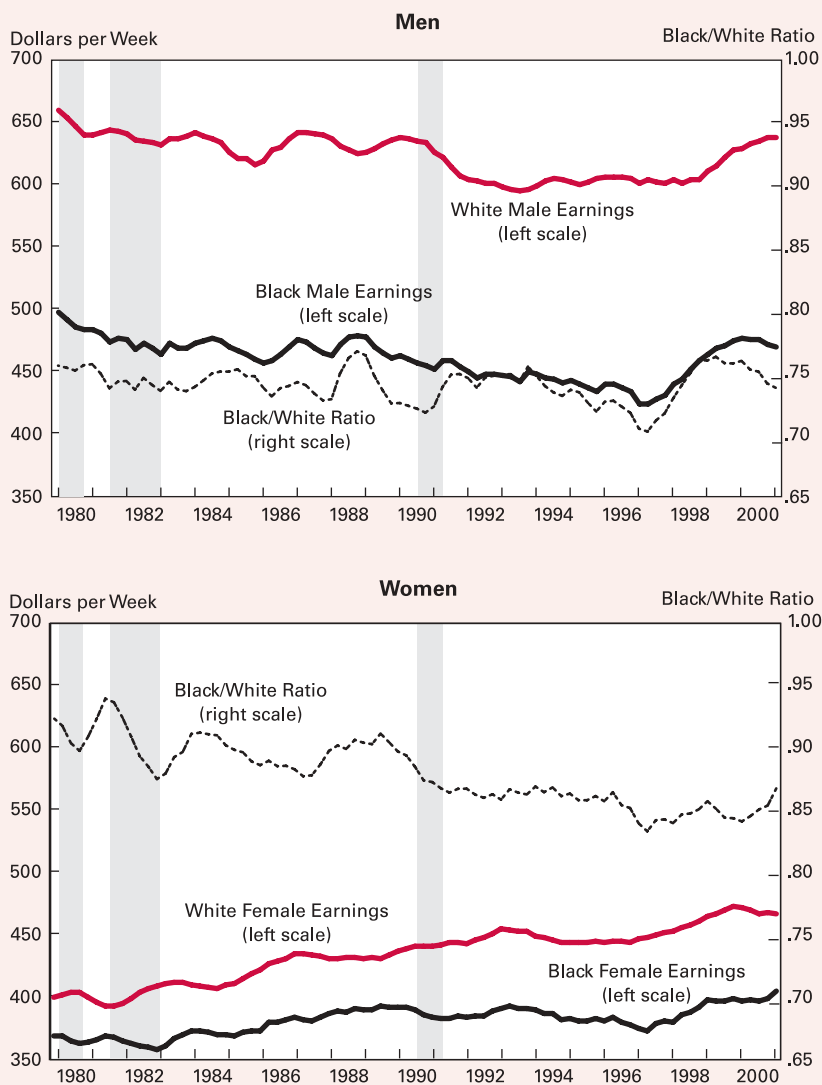 Men
Dollars per Week
Black/White Ratio
700
1.00
650
.95
600
.90
White Male Earnings
(left scale)
550
.85
500
.80
Black Male Earnings
(left scale)
450
.75
Black/White Ratio
(right scale)
400
.70
350
.65
1980 1982 1984 1986 1988 1990 1992 1994 1996 1998 2000
Women
Dollars per Week
Black/White Ratio
700
1.00
650
.95
Black/White Ratio
(right scale)
600
.90
550
.85
500
.80
White Female Earnings
(left scale)
450
.75
Black Female Earnings
(left scale)
400
.70
350
.65
1980 1982 1984 1986 1988 1990 1992 1994 1996 1998 2000